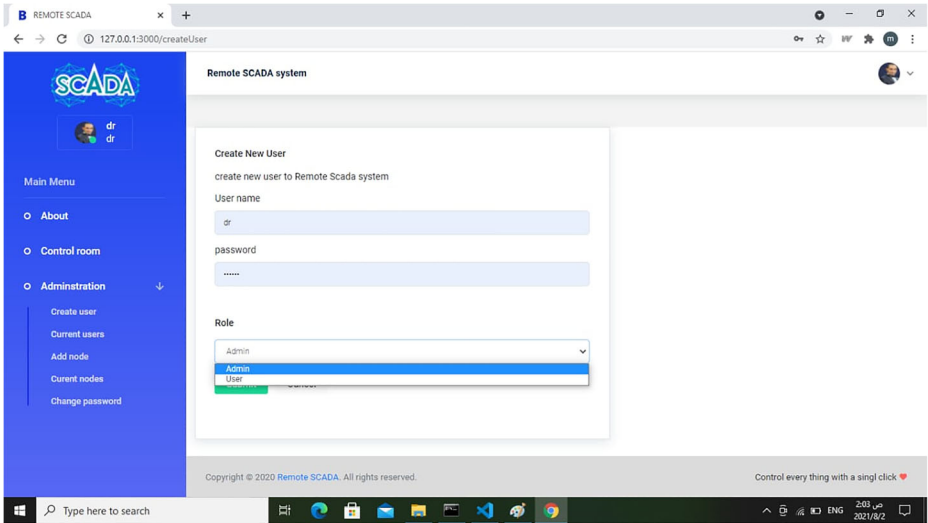 REMOTE SCADA
127.0.0.1:3000/createUser
m
SCADA
Remote SCADA system
dr
dr
Main Menu
About
Control room
Adminstration
Create user
Current users
Add node
Curent nodes
Change password
Create New User
create new user to Remote Scada system
User name
dr
password
••••••
Role
Admin
Admin
User
Cancel
Copyright © 2020 Remote SCADA. All rights reserved.
Control every thing with a singl click
Type here to search
ENG
2:03 ص
2021/8/2